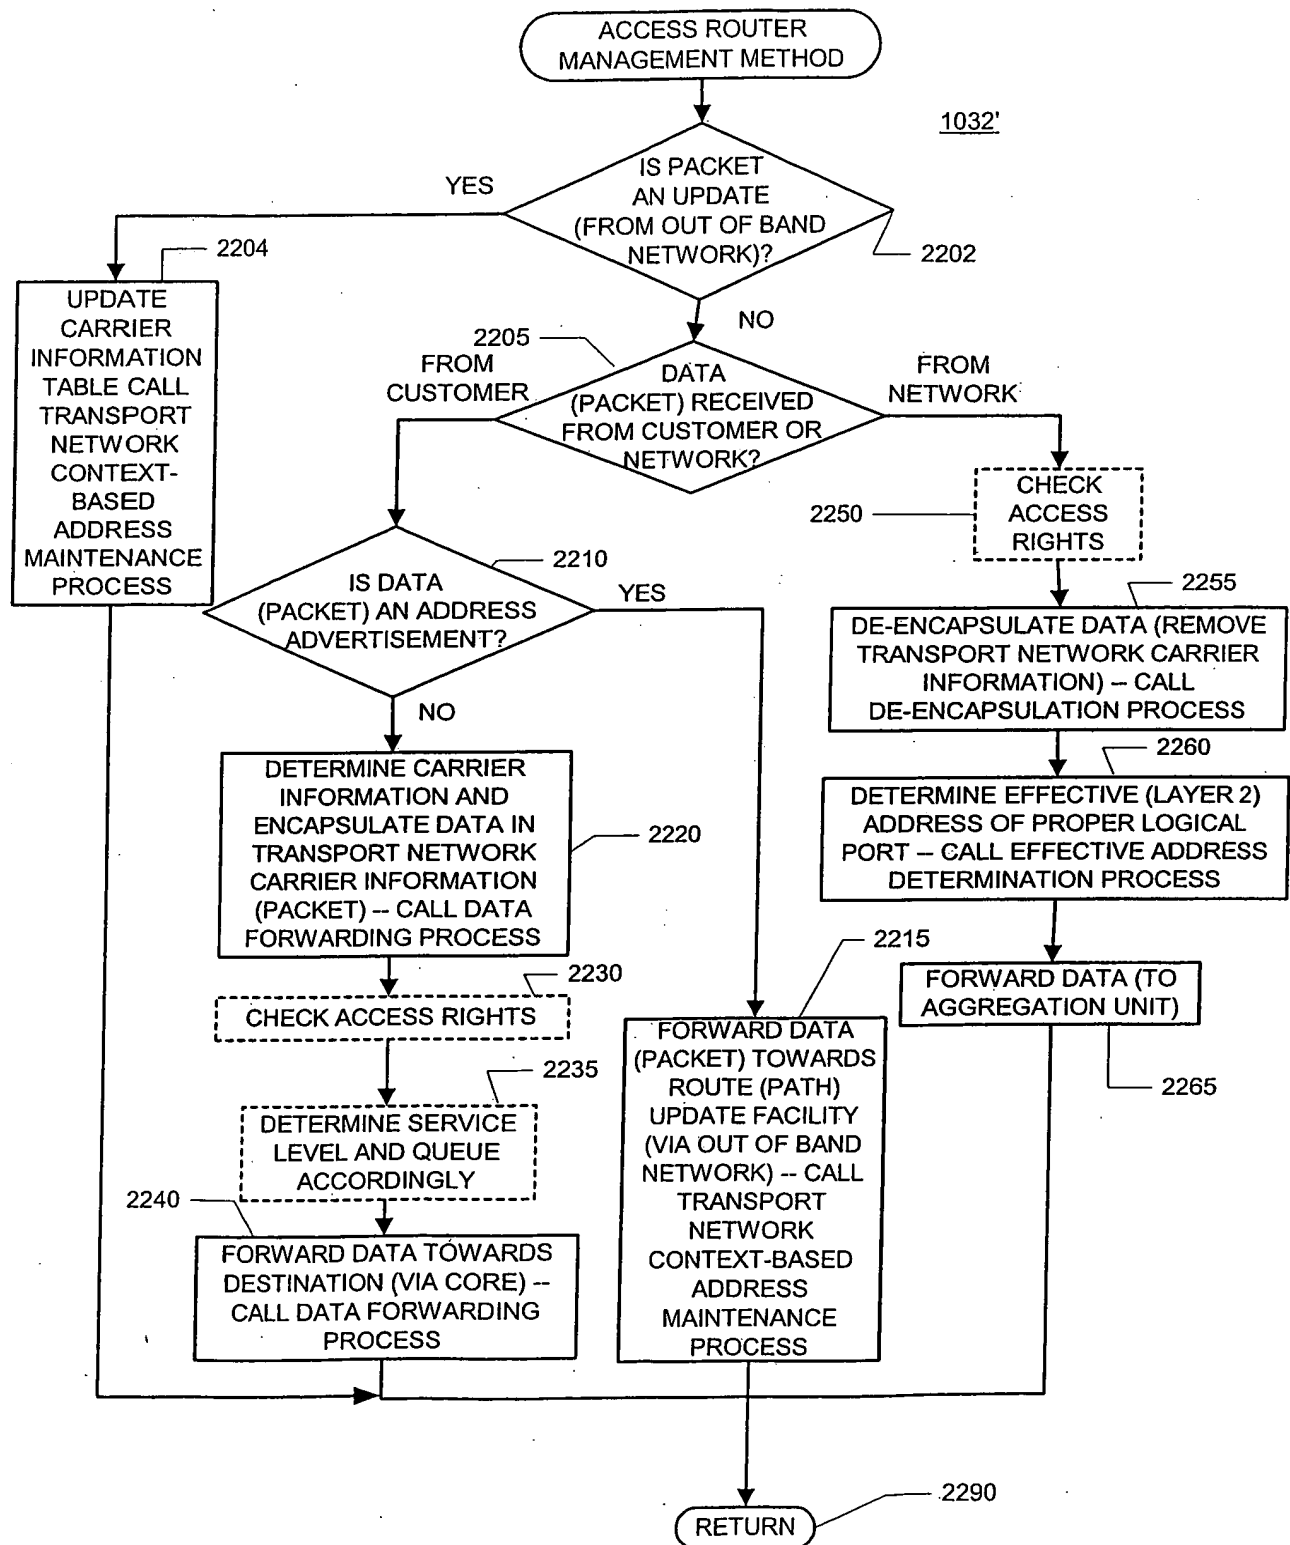 ACCESS ROUTER
MANAGEMENT METHOD
1032'
IS PACKET
AN UPDATE
(FROM OUT OF BAND
NETWORK)?
YES
2202
NO
2204
UPDATE
CARRIER
INFORMATION
TABLE CALL
TRANSPORT
NETWORK
CONTEXT-
BASED
ADDRESS
MAINTENANCE
PROCESS
2205
FROM
CUSTOMER
DATA
(PACKET) RECEIVED
FROM CUSTOMER OR
NETWORK?
FROM
NETWORK
2210
IS DATA
(PACKET) AN ADDRESS
ADVERTISEMENT?
YES
NO
2250
CHECK
ACCESS
RIGHTS
2255
DE-ENCAPSULATE DATA (REMOVE
TRANSPORT NETWORK CARRIER
INFORMATION) -- CALL
DE-ENCAPSULATION PROCESS
2260
DETERMINE EFFECTIVE (LAYER 2)
ADDRESS OF PROPER LOGICAL
PORT -- CALL EFFECTIVE ADDRESS
DETERMINATION PROCESS
FORWARD DATA (TO
AGGREGATION UNIT)
2265
DETERMINE CARRIER
INFORMATION AND
ENCAPSULATE DATA IN
TRANSPORT NETWORK
CARRIER INFORMATION
(PACKET) -- CALL DATA
FORWARDING PROCESS
2220
2230
CHECK ACCESS RIGHTS
2235
DETERMINE SERVICE
LEVEL AND QUEUE
ACCORDINGLY
2240
FORWARD DATA TOWARDS
DESTINATION (VIA CORE) --
CALL DATA FORWARDING
PROCESS
2215
FORWARD DATA
(PACKET) TOWARDS
ROUTE (PATH)
UPDATE FACILITY
(VIA OUT OF BAND
NETWORK) -- CALL
TRANSPORT
NETWORK
CONTEXT-BASED
ADDRESS
MAINTENANCE
PROCESS
2290
RETURN